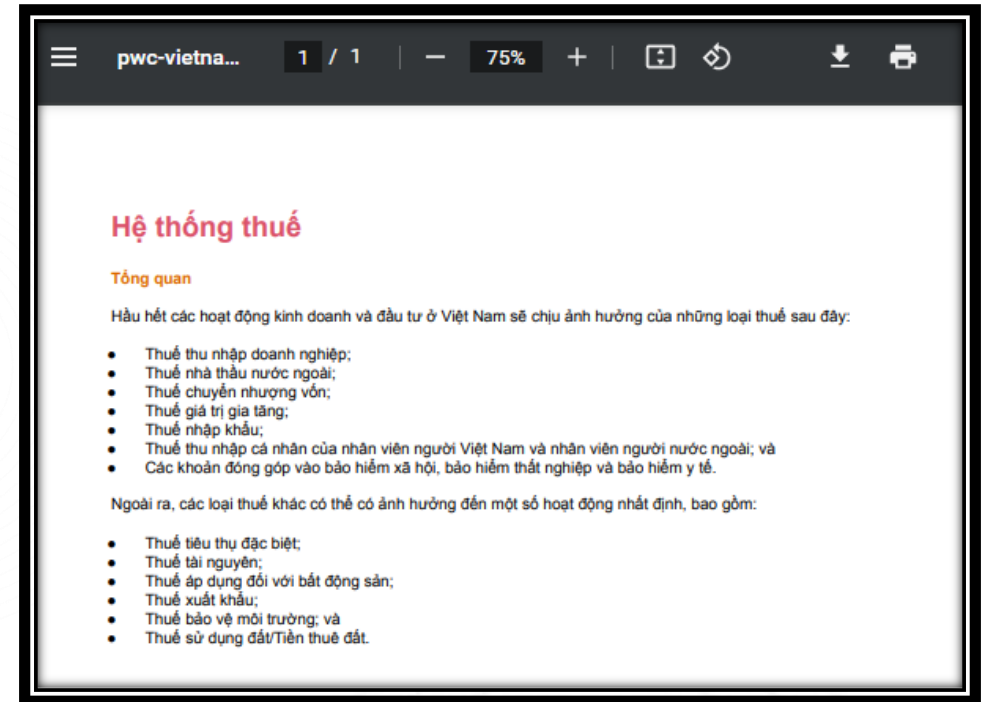 pwc-vietna... 1 / 1 | — 75% + |
Hệ thống thuế
Tổng quan
Hầu hết các hoạt động kinh doanh và đầu tư ở Việt Nam sẽ chịu ảnh hưởng của những loại thuế sau đây:
● Thuế thu nhập doanh nghiệp;
● Thuế nhà thầu nước ngoài;
● Thuế chuyển nhượng vốn;
● Thuế giá trị gia tăng;
● Thuế nhập khẩu;
● Thuế thu nhập cá nhân của nhân viên người Việt Nam và nhân viên người nước ngoài; và
● Các khoản đóng góp vào bảo hiểm xã hội, bảo hiểm thất nghiệp và bảo hiểm y tế.
Ngoài ra, các loại thuế khác có thể có ảnh hưởng đến một số hoạt động nhất định, bao gồm:
● Thuế tiêu thụ đặc biệt;
● Thuế tài nguyên;
● Thuế áp dụng đối với bất động sản;
● Thuế xuất khẩu;
● Thuế bảo vệ môi trường; và
● Thuế sử dụng đất/Tiền thuê đất.